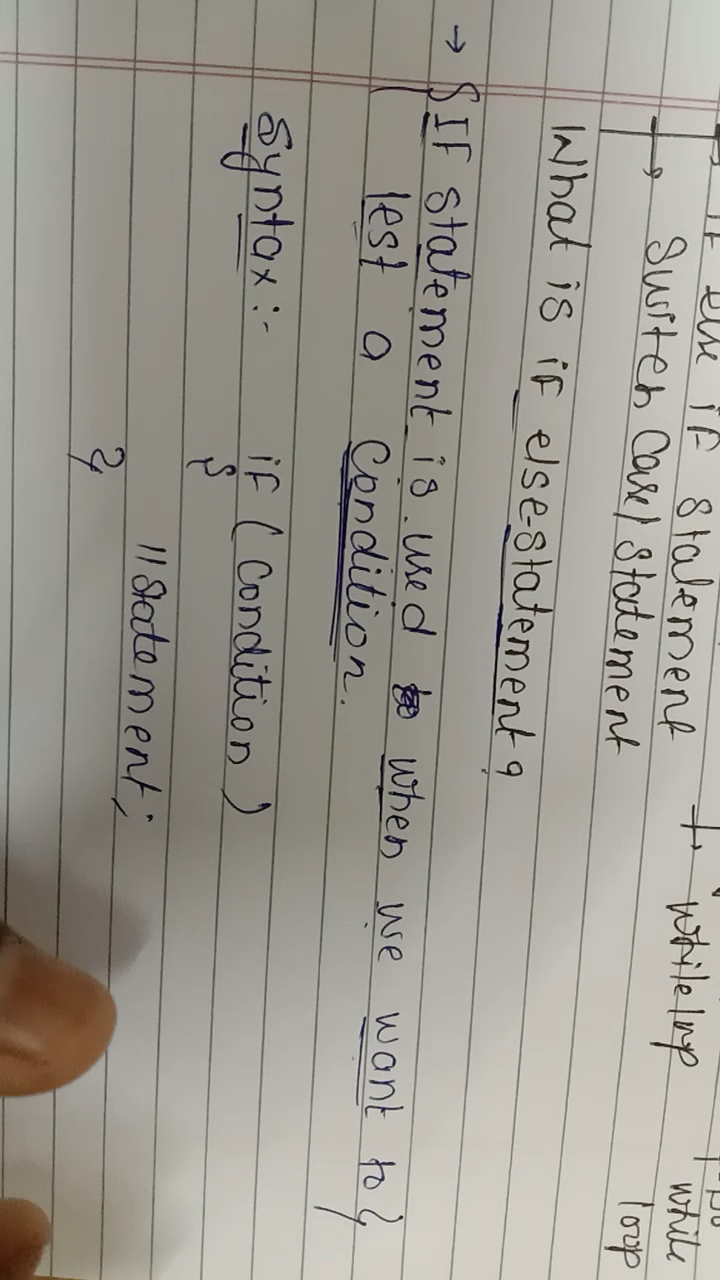 if else if statement → while loop
→ Switch Case/Statement while loop
What is if else-statement?
→ {IF statement is used when we want to}
test a Condition.
Syntax :- if (Condition)
{
//Statement;
}